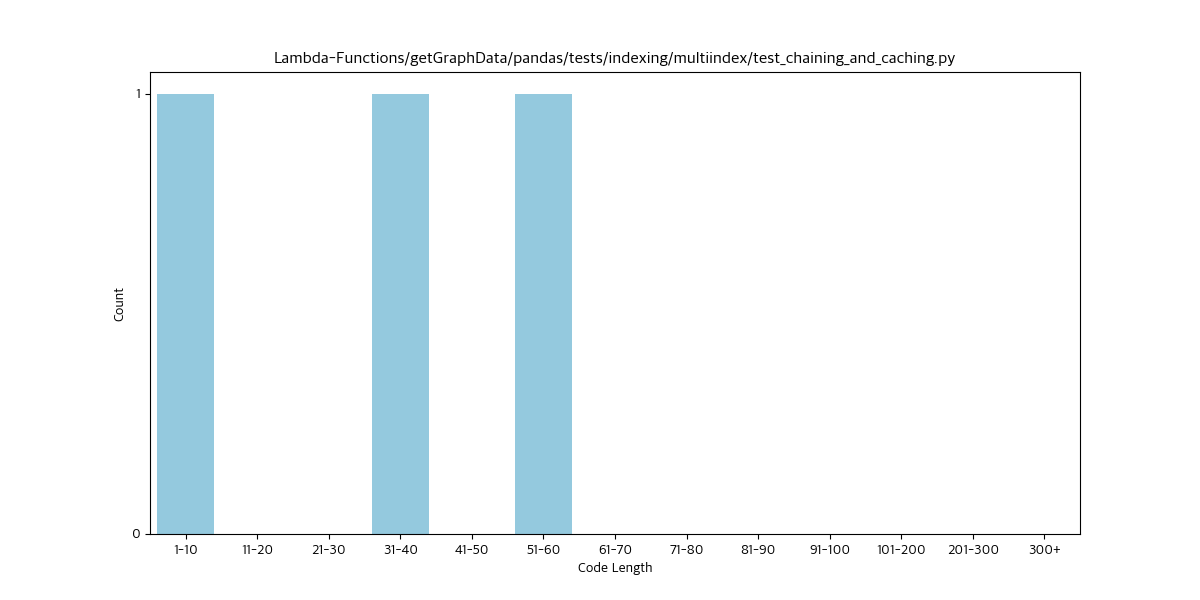 Lambda-Functions/getGraphData/pandas/tests/indexing/multiindex/test_chaining_and_caching.py
1
Count
0
1-10 11-20 21-30 31-40 41-50 51-60 61-70 71-80 81-90 91-100 101-200 201-300 300+
Code Length